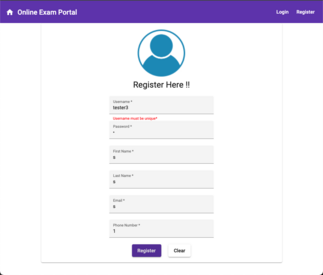 Online Exam Portal
Login
Register
Register Here !!
Username *
tester3
Username must be unique*
Password *
First Name *
s
Last Name *
s
Email *
s
Phone Number *
1
Register
Clear